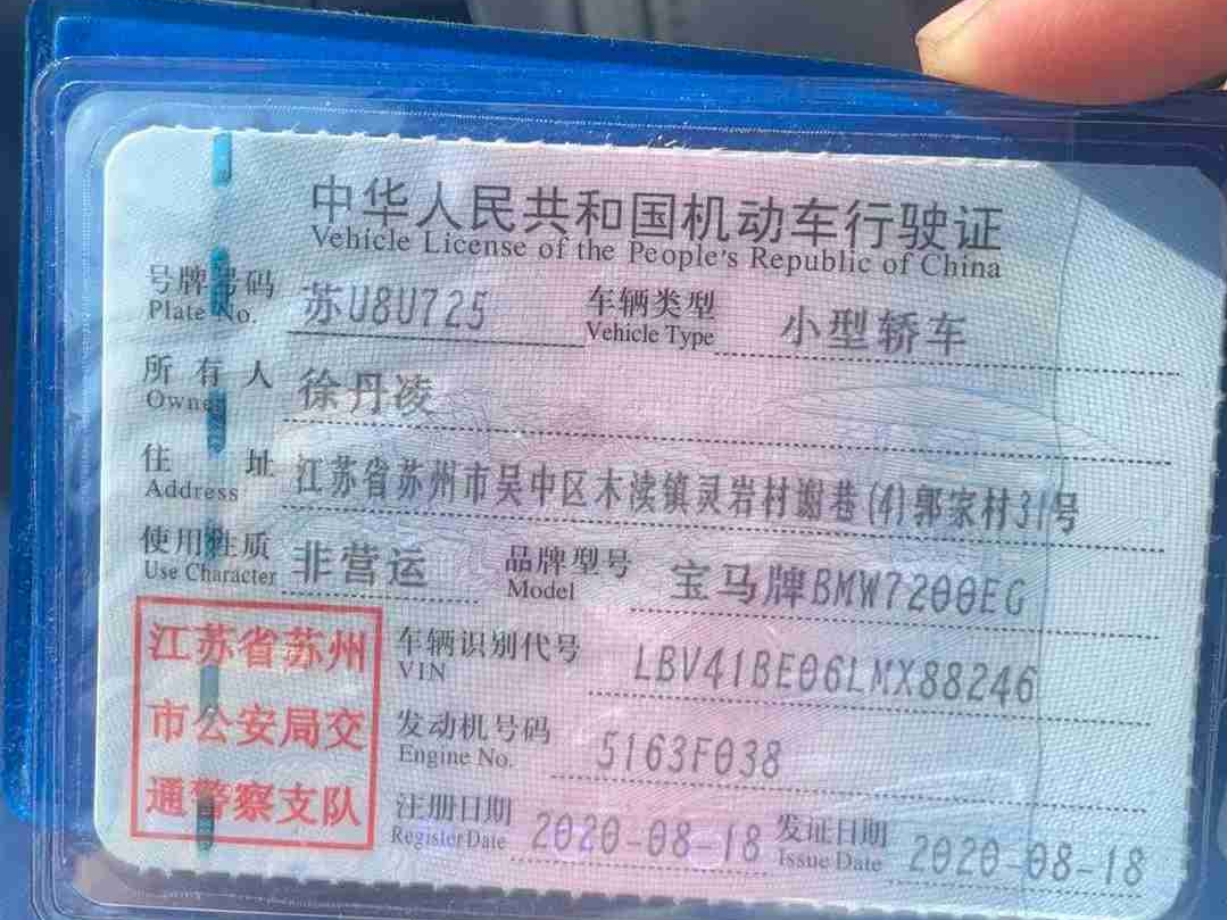 中华人民共和国机动车行驶证
Vehicle License of the People's Republic of China
号牌号码 苏U8U725 车辆类型 小型轿车
Plate No. Vehicle Type
所有人 徐丹凌
Owner
住址 江苏省苏州市吴中区木渎镇灵岩村谢巷(4)郭家村31号
Address
使用性质 非营运 品牌型号 宝马牌BMW7200EG
Use Character Model
江苏省苏州
市公安局交
通警察支队
车辆识别代号 LBV41BE06LMX88246
VIN
发动机号码 5163F038
Engine No.
注册日期 2020-08-18 发证日期 2020-08-18
Register Date Issue Date